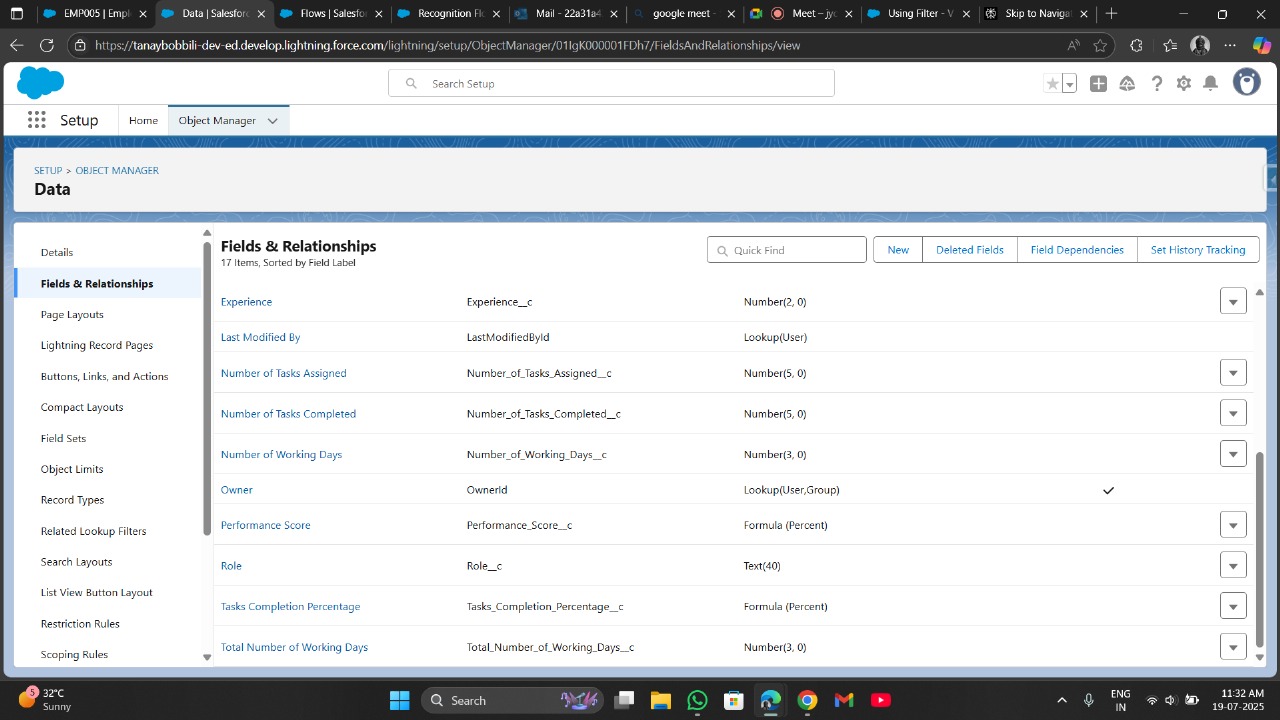 EMP005 | Emplo
Data | Salesfor
Flows | Salesfor
Recognition Flo
Mail - 22a31a4
google meet -
Meet – jyo
Using Filter - V
Skip to Navigat
https://tanaybobbili-dev-ed.develop.lightning.force.com/lightning/setup/ObjectManager/01IgK000001FDh7/FieldsAndRelationships/view
Search Setup
Setup
Home
Object Manager
SETUP > OBJECT MANAGER
Data
Details
Fields & Relationships
Page Layouts
Lightning Record Pages
Buttons, Links, and Actions
Compact Layouts
Field Sets
Object Limits
Record Types
Related Lookup Filters
Search Layouts
List View Button Layout
Restriction Rules
Scoping Rules
Fields & Relationships
17 Items, Sorted by Field Label
Quick Find
New
Deleted Fields
Field Dependencies
Set History Tracking
Experience Experience__c Number(2, 0)
Last Modified By LastModifiedById Lookup(User)
Number of Tasks Assigned Number_of_Tasks_Assigned__c Number(5, 0)
Number of Tasks Completed Number_of_Tasks_Completed__c Number(5, 0)
Number of Working Days Number_of_Working_Days__c Number(3, 0)
Owner OwnerId Lookup(User,Group)
Performance Score Performance_Score__c Formula (Percent)
Role Role__c Text(40)
Tasks Completion Percentage Tasks_Completion_Percentage__c Formula (Percent)
Total Number of Working Days Total_Number_of_Working_Days__c Number(3, 0)
5
32°C
Sunny
Search
ENG
IN
11:32 AM
19-07-2025